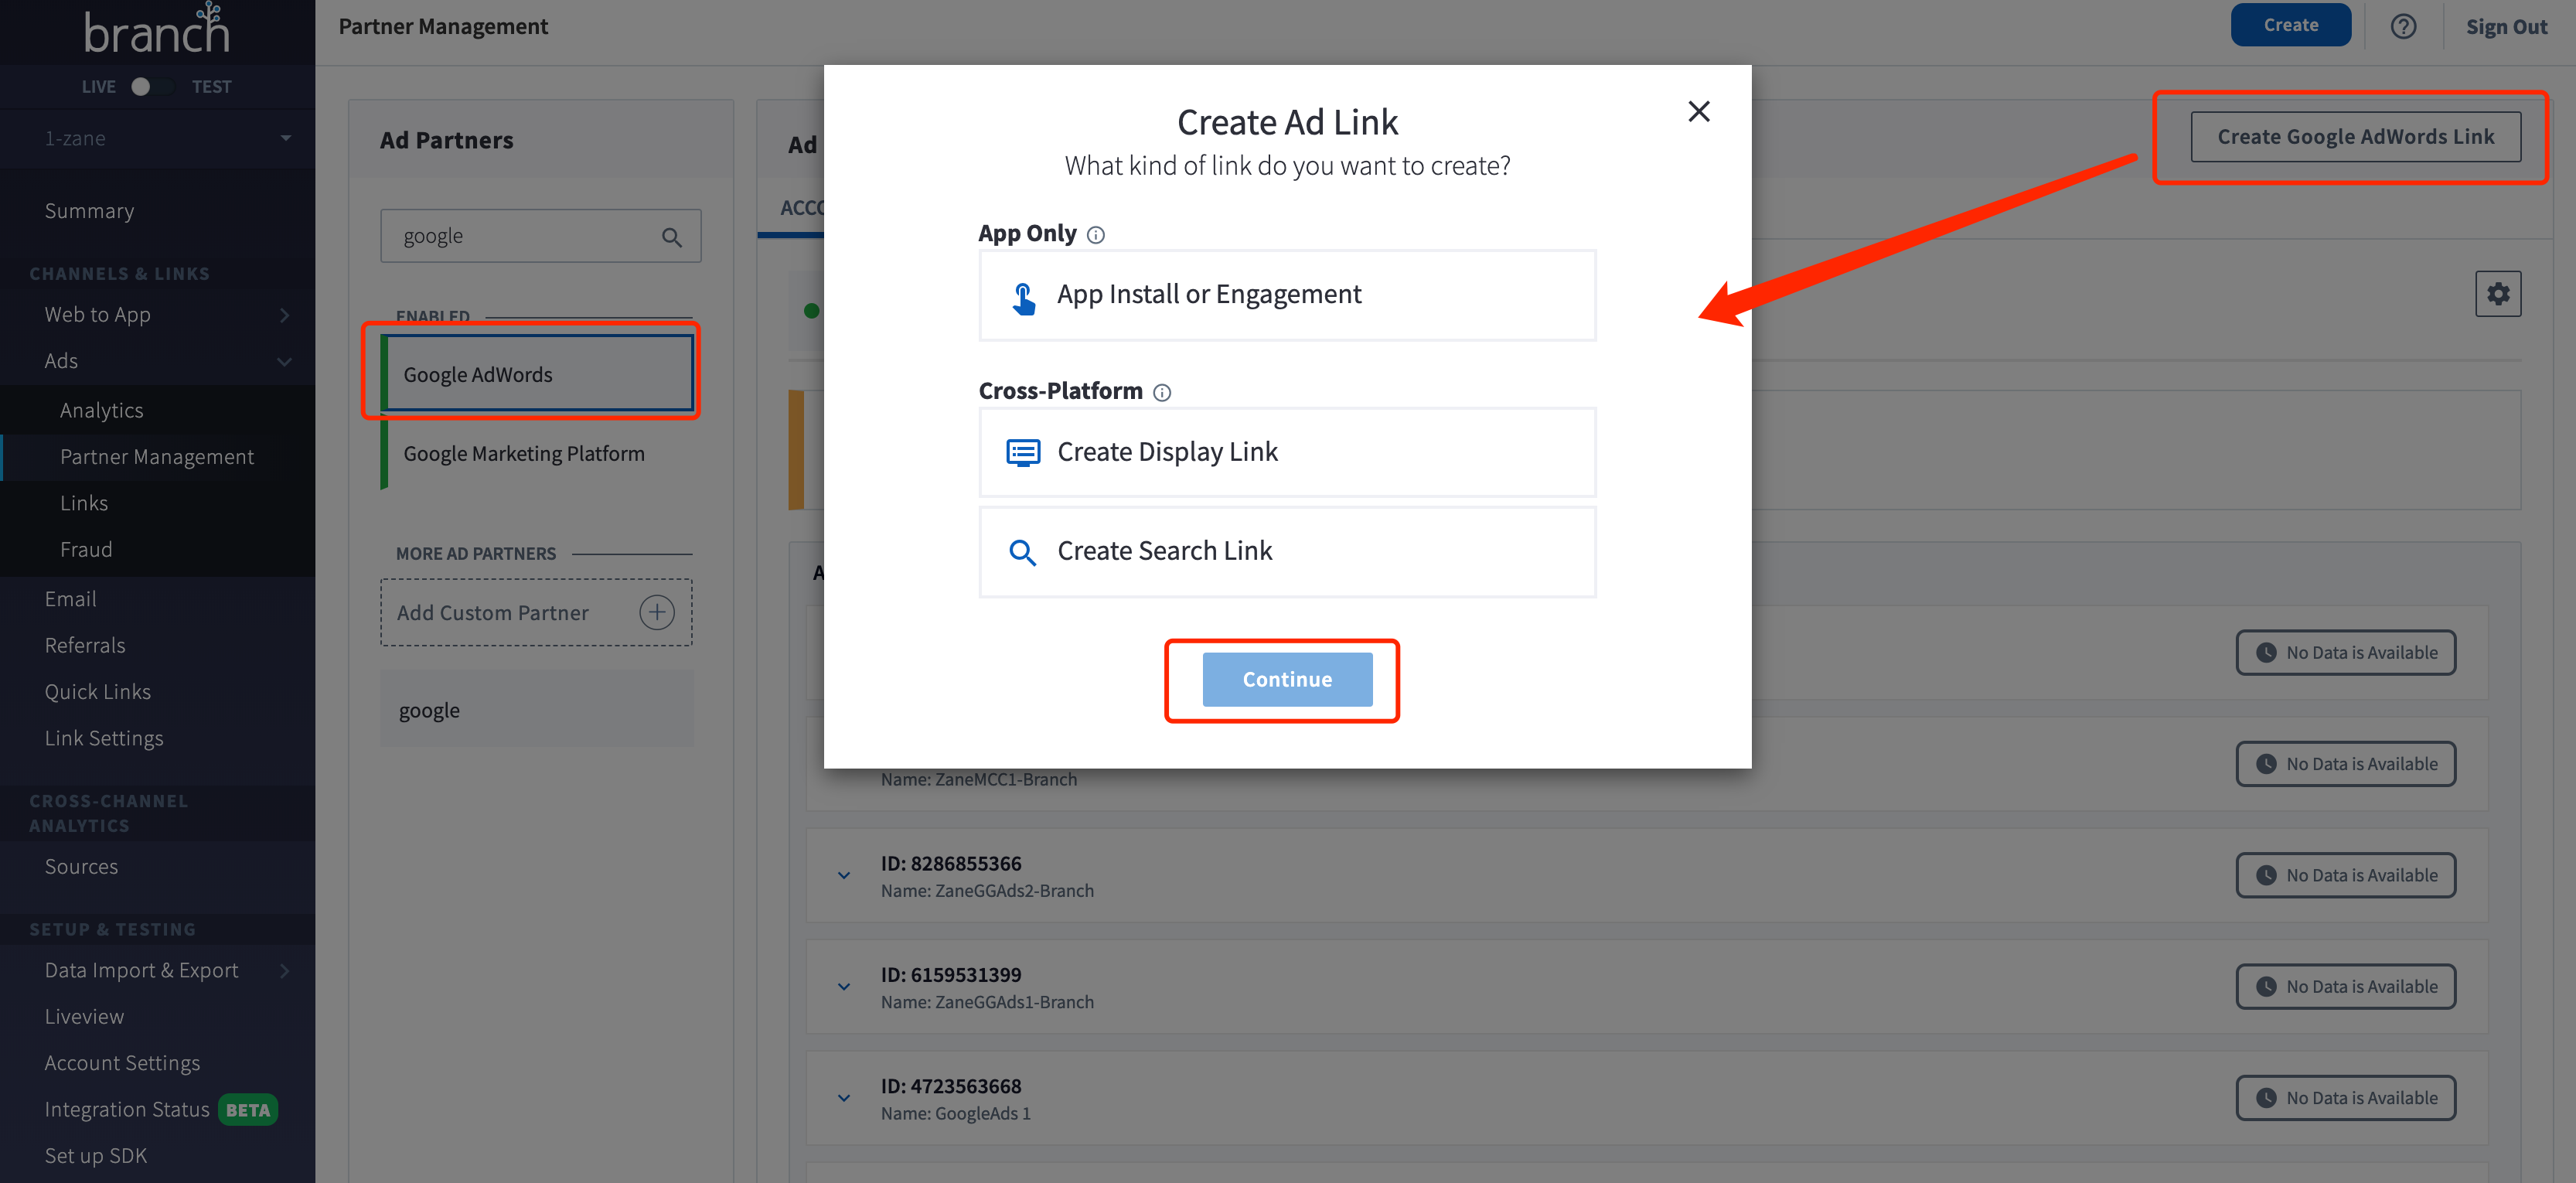 branch
LIVE TEST
1-zane
Summary
CHANNELS & LINKS
Web to App
Ads
Analytics
Partner Management
Links
Fraud
Email
Referrals
Quick Links
Link Settings
CROSS-CHANNEL
ANALYTICS
Sources
SETUP & TESTING
Data Import & Export
Liveview
Account Settings
Integration Status BETA
Set up SDK
Partner Management
Create
Sign Out
Ad Partners
google
ENABLED
Google AdWords
Google Marketing Platform
MORE AD PARTNERS
Add Custom Partner
google
Ad
Create Google AdWords Link
Create Ad Link
What kind of link do you want to create?
App Only
App Install or Engagement
Cross-Platform
Create Display Link
Create Search Link
Continue
No Data is Available
Name: ZaneMCC1-Branch
No Data is Available
ID: 8286855366
Name: ZaneGGAds2-Branch
No Data is Available
ID: 6159531399
Name: ZaneGGAds1-Branch
No Data is Available
ID: 4723563668
Name: GoogleAds 1
No Data is Available